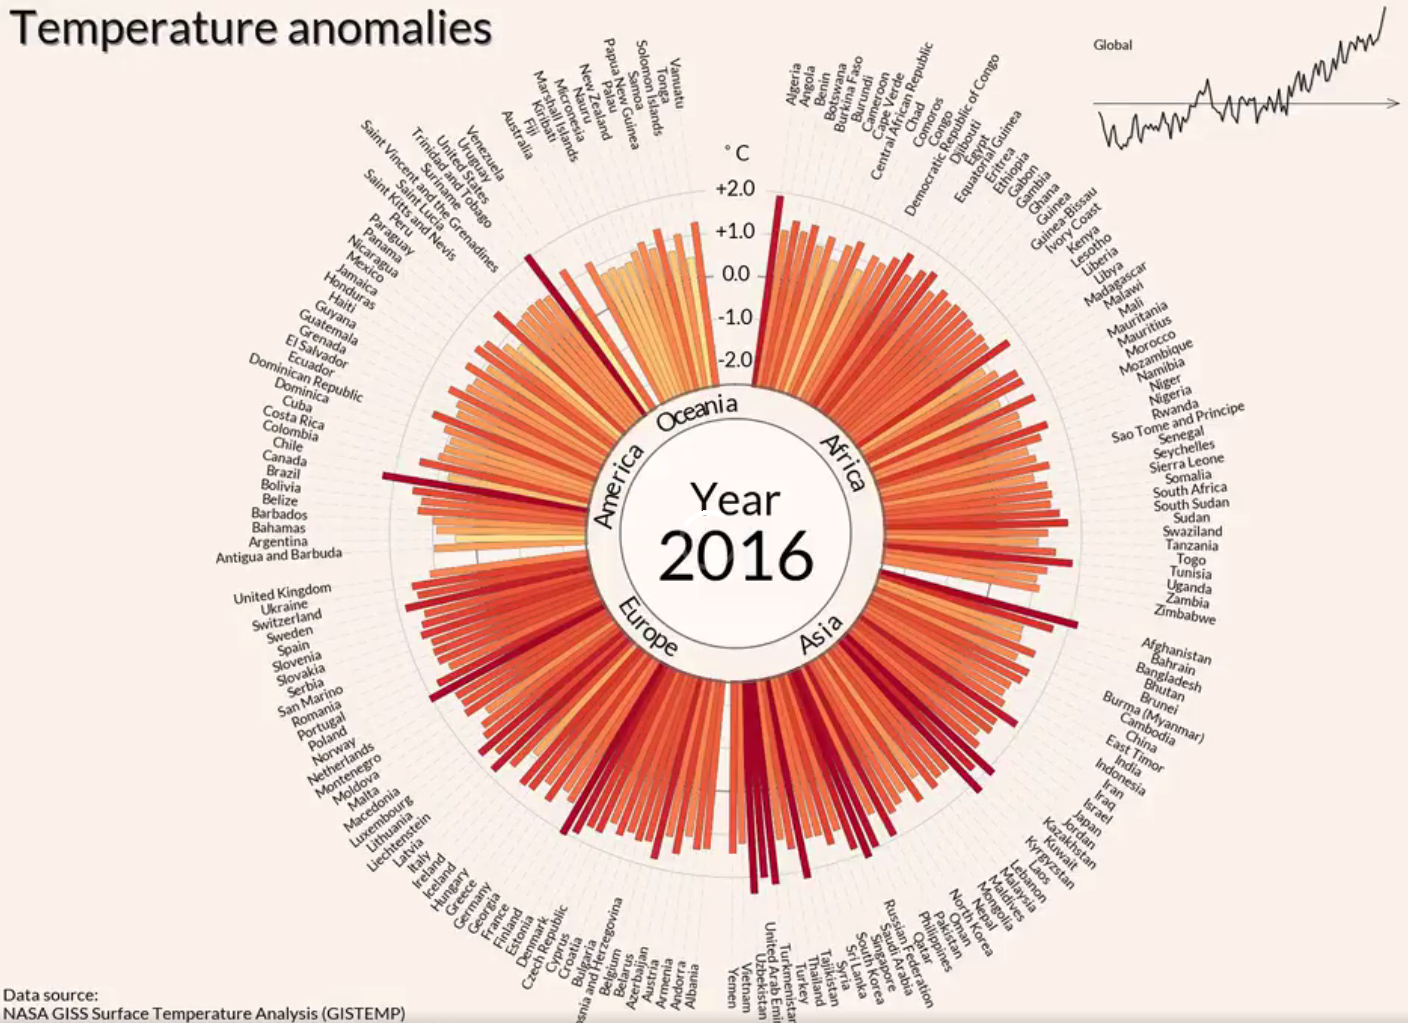 Temperature anomalies
Global
°C
+2.0
+1.0
0.0
-1.0
-2.0
Year
2016
Africa
Asia
Europe
America
Oceania
Algeria
Angola
Benin
Botswana
Burkina Faso
Burundi
Cameroon
Cape Verde
Central African Republic
Chad
Comoros
Congo
Democratic Republic of Congo
Djibouti
Egypt
Equatorial Guinea
Eritrea
Ethiopia
Gabon
Gambia
Ghana
Guinea
Guinea-Bissau
Ivory Coast
Kenya
Lesotho
Liberia
Libya
Madagascar
Malawi
Mali
Mauritania
Mauritius
Morocco
Mozambique
Namibia
Niger
Nigeria
Rwanda
Sao Tome and Principe
Senegal
Seychelles
Sierra Leone
Somalia
South Africa
South Sudan
Sudan
Swaziland
Tanzania
Togo
Tunisia
Uganda
Zambia
Zimbabwe
Afghanistan
Bahrain
Bangladesh
Bhutan
Brunei
Burma (Myanmar)
Cambodia
China
East Timor
India
Indonesia
Iran
Iraq
Israel
Japan
Jordan
Kazakhstan
Kuwait
Kyrgyzstan
Laos
Lebanon
Malaysia
Maldives
Mongolia
Nepal
North Korea
Oman
Pakistan
Philippines
Qatar
Russian Federation
Saudi Arabia
Singapore
South Korea
Sri Lanka
Syria
Tajikistan
Thailand
Turkey
Turkmenistan
United Arab Emi
Uzbekistan
Vietnam
Yemen
Albania
Andorra
Armenia
Austria
Azerbaijan
Belarus
Belgium
osnia and Herzegovina
Bulgaria
Croatia
Cyprus
Czech Republic
Denmark
Estonia
Finland
France
Georgia
Germany
Greece
Hungary
Iceland
Ireland
Italy
Latvia
Liechtenstein
Lithuania
Luxembourg
Macedonia
Malta
Moldova
Montenegro
Netherlands
Norway
Poland
Portugal
Romania
San Marino
Serbia
Slovakia
Slovenia
Spain
Sweden
Switzerland
Ukraine
United Kingdom
Antigua and Barbuda
Argentina
Bahamas
Barbados
Belize
Bolivia
Brazil
Canada
Chile
Colombia
Costa Rica
Cuba
Dominica
Dominican Republic
Ecuador
El Salvador
Grenada
Guatemala
Guyana
Haiti
Honduras
Jamaica
Mexico
Nicaragua
Panama
Paraguay
Peru
Saint Kitts and Nevis
Saint Lucia
Saint Vincent and the Grenadines
Suriname
Trinidad and Tobago
United States
Uruguay
Venezuela
Australia
Fiji
Kiribati
Marshall Islands
Micronesia
Nauru
New Zealand
Palau
Papua New Guinea
Samoa
Solomon Islands
Tonga
Vanuatu
Data source:
NASA GISS Surface Temperature Analysis (GISTEMP)